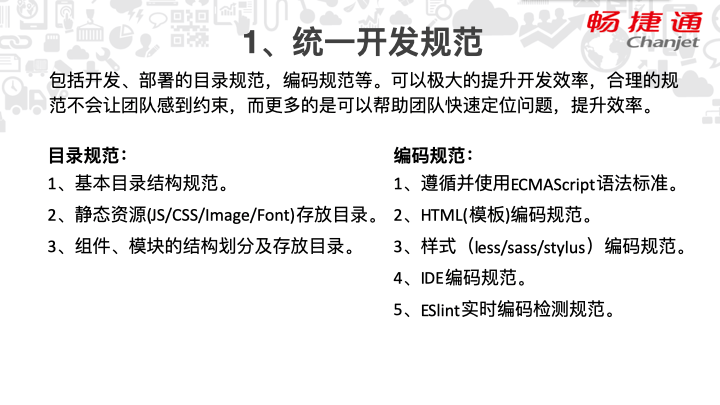 畅捷通
Chanjet
1、统一开发规范
包括开发、部署的目录规范，编码规范等。可以极大的提升开发效率，合理的规
范不会让团队感到约束，而更多的是可以帮助团队快速定位问题，提升效率。
目录规范：
1、基本目录结构规范。
2、静态资源(JS/CSS/Image/Font)存放目录。
3、组件、模块的结构划分及存放目录。
编码规范：
1、遵循并使用ECMAScript语法标准。
2、HTML(模板)编码规范。
3、样式（less/sass/stylus）编码规范。
4、IDE编码规范。
5、ESlint实时编码检测规范。